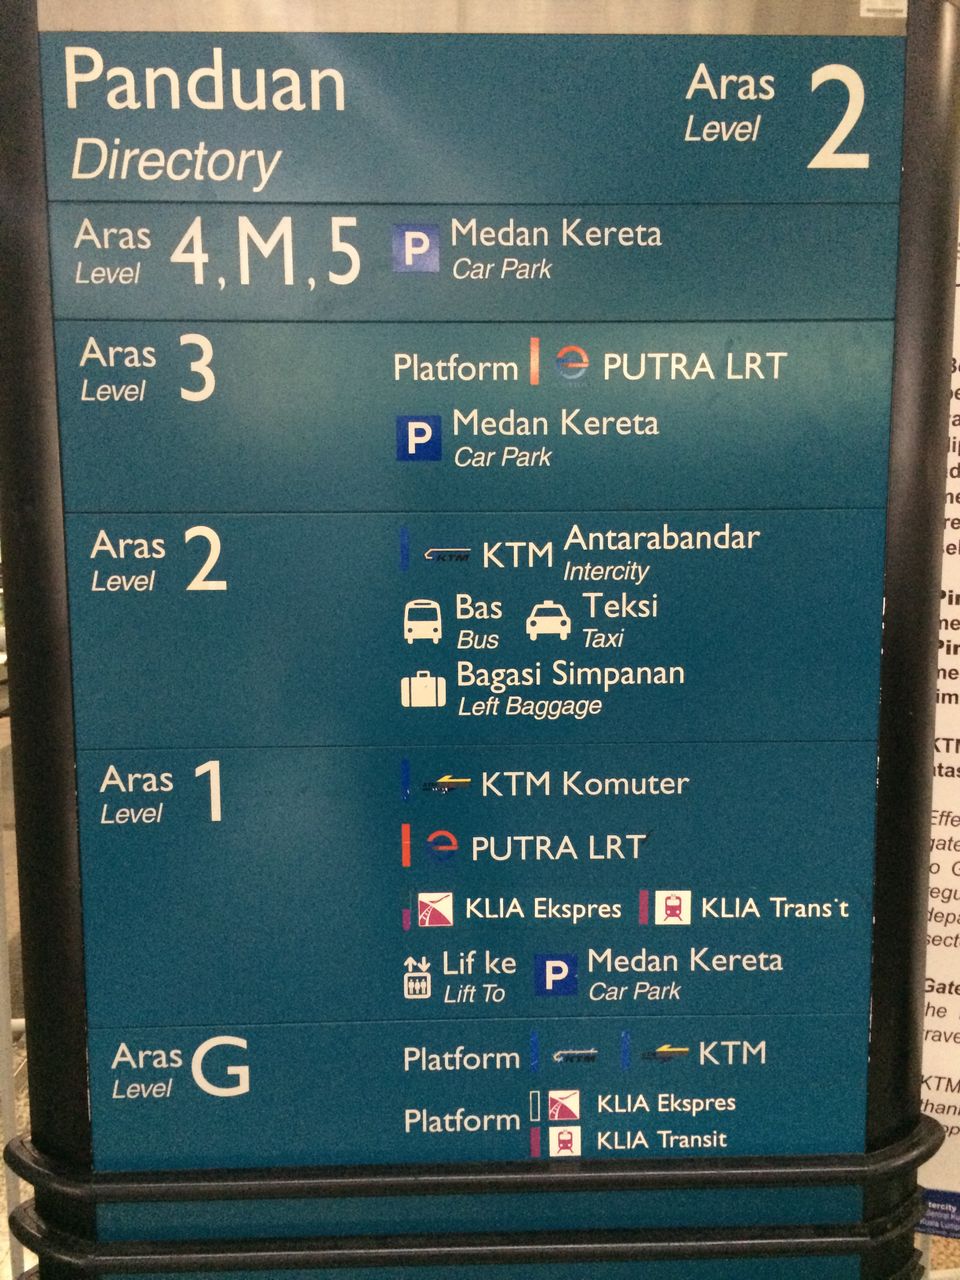 Panduan
Directory
Aras
Level
2
Aras
Level
4, M, 5
P
Medan Kereta
Car Park
Aras
Level
3
Platform PUTRA LRT
P
Medan Kereta
Car Park
Aras
Level
2
KTM KTM Antarabandar
Intercity
Bas
Bus
Teksi
Taxi
Bagasi Simpanan
Left Baggage
Aras
Level
1
KTM Komuter
PUTRA LRT
KLIA Ekspres KLIA Transit
Lif ke
Lift To
P
Medan Kereta
Car Park
Aras
Level
G
Platform KTM
Platform
KLIA Ekspres
KLIA Transit